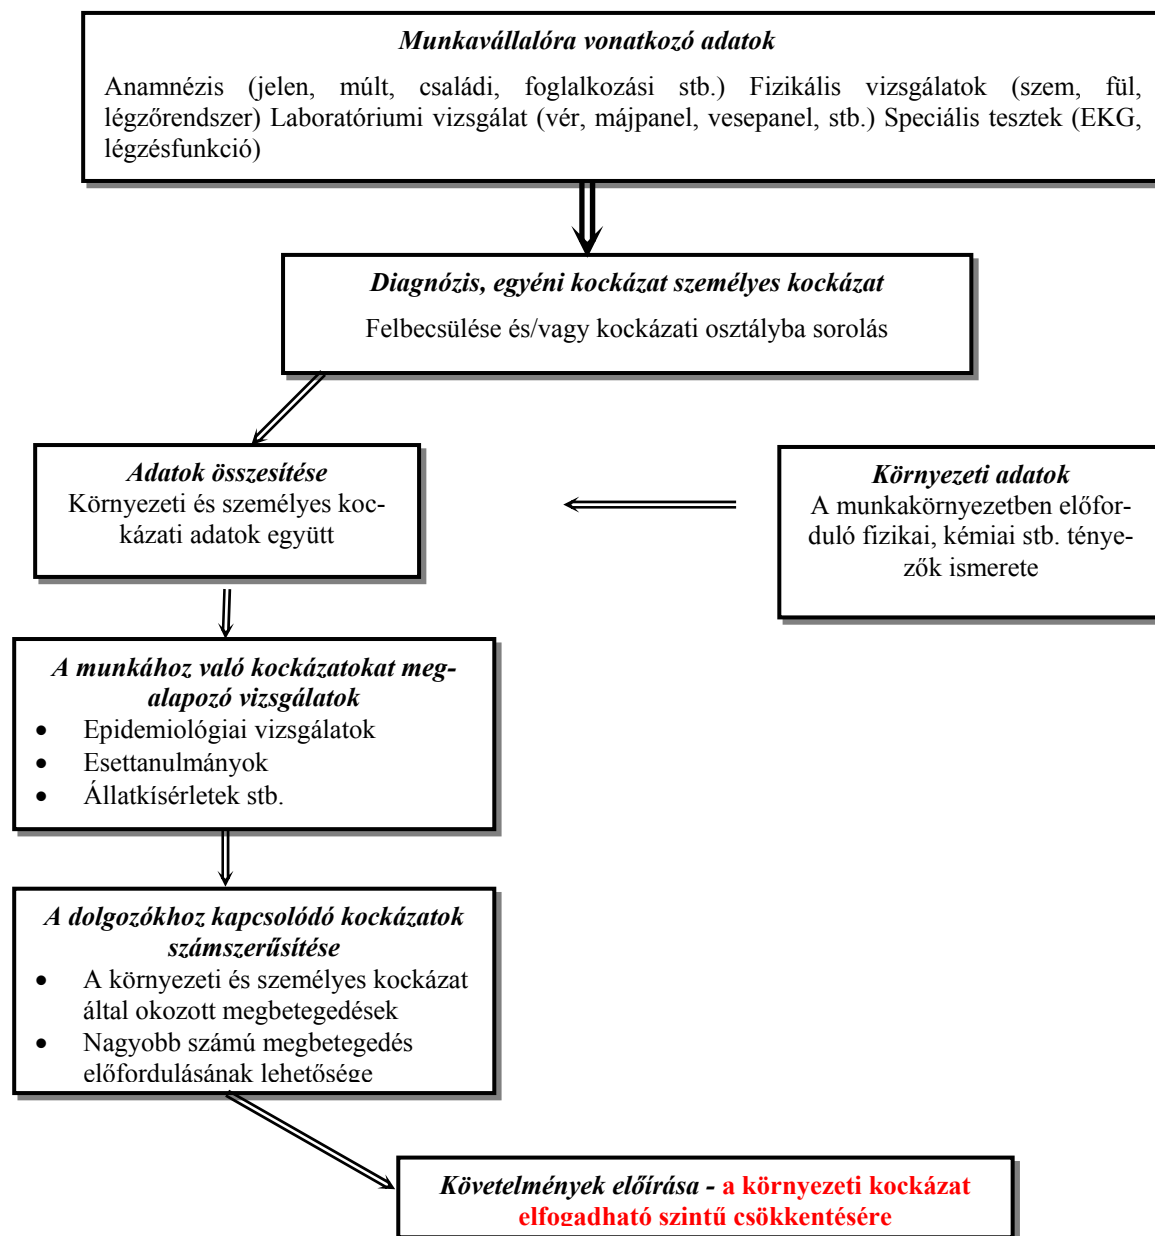 Munkavállalóra vonatkozó adatok
Anamnézis (jelen, múlt, családi, foglalkozási stb.) Fizikális vizsgálatok (szem, fül,
légzőrendszer) Laboratóriumi vizsgálat (vér, májpanel, vesepanel, stb.) Speciális tesztek (EKG,
légzésfunkció)
Diagnózis, egyéni kockázat személyes kockázat
Felbecsülése és/vagy kockázati osztályba sorolás
Adatok összesítése
Környezeti és személyes koc-
kázati adatok együtt
Környezeti adatok
A munkakörnyezetben előfor-
duló fizikai, kémiai stb. ténye-
zők ismerete
A munkához való kockázatokat meg-
alapozó vizsgálatok
• Epidemiológiai vizsgálatok
• Esettanulmányok
• Állatkísérletek stb.
A dolgozókhoz kapcsolódó kockázatok
számszerűsítése
• A környezeti és személyes kockázat
által okozott megbetegedések
• Nagyobb számú megbetegedés
előfordulásának lehetősége
Követelmények előírása - a környezeti kockázat
elfogadható szintű csökkentésére